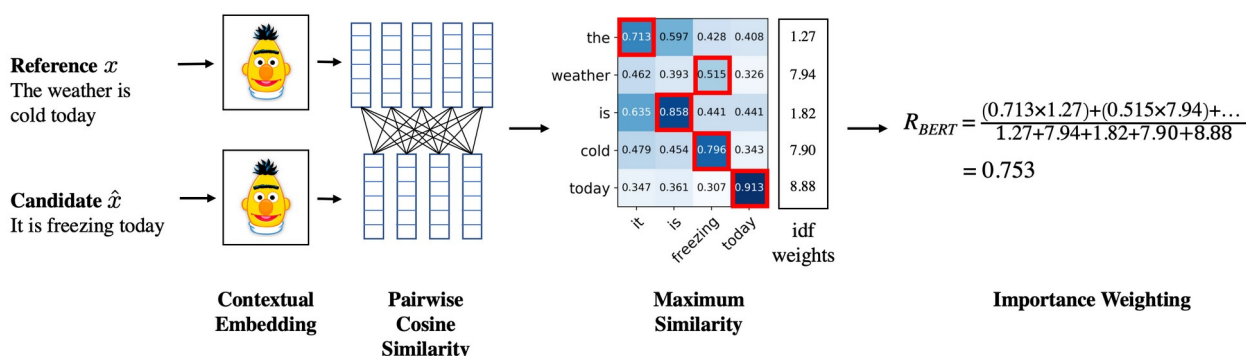 Reference x
The weather is
cold today
Candidate x̂
It is freezing today
Contextual
Embedding
Pairwise
Cosine
Similarity
the 0.713 0.597 0.428 0.408 1.27
weather 0.462 0.393 0.515 0.326 7.94
is 0.635 0.858 0.441 0.441 1.82
cold 0.479 0.454 0.796 0.343 7.90
today 0.347 0.361 0.307 0.913 8.88
it is freezing today
idf
weights
Maximum
Similarity
R_BERT = (0.713×1.27)+(0.515×7.94)+...
1.27+7.94+1.82+7.90+8.88
= 0.753
Importance Weighting